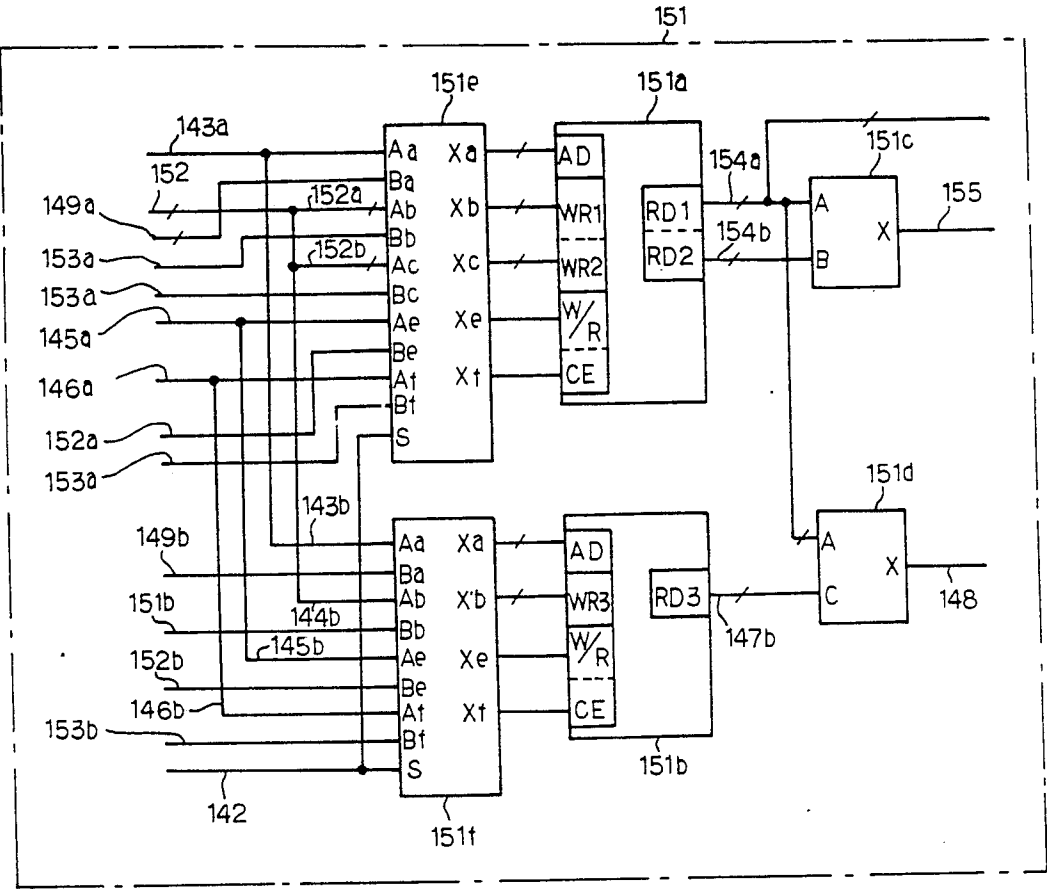 151
151e
151a
143a
152
149a
153a
153a
145a
146a
152a
153a
152a
152b
Aa
Ba
Ab
Bb
Ac
Bc
Ae
Be
Af
Bf
S
Xa
Xb
Xc
Xe
Xf
AD
WR1
WR2
W/R
CE
RD1
RD2
154a
154b
151c
A
B
X
155
151d
A
C
X
148
143b
149b
144b
151b
145b
152b
146b
153b
142
Aa
Ba
Ab
Bb
Ae
Be
Af
Bf
S
Xa
X'b
Xe
Xf
151f
AD
WR3
W/R
CE
RD3
147b
151b